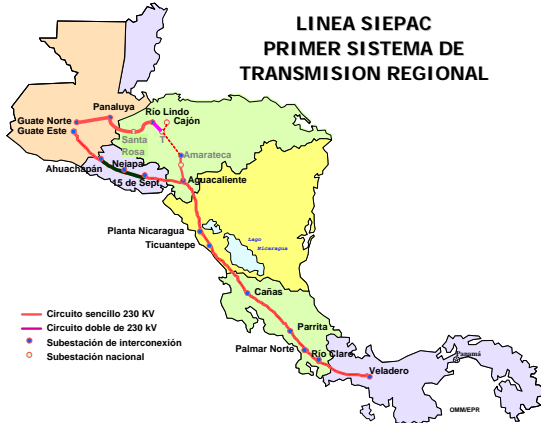 LINEA SIEPAC
PRIMER SISTEMA DE
TRANSMISION REGIONAL
Panaluya
Río Lindo
Guate Norte
Cajón
Guate Este
Santa
Rosa
T
Amarateca
Nejapa
Ahuachapán
15 de Sept.
Aguacaliente
Planta Nicaragua
Lago
Nicaragua
Ticuantepe
Cañas
Circuito sencillo 230 KV
Circuito doble de 230 kV
Subestación de interconexión
Subestación nacional
Parrita
Palmar Norte
Río Claro
Panamá
Veladero
OMM/EPR